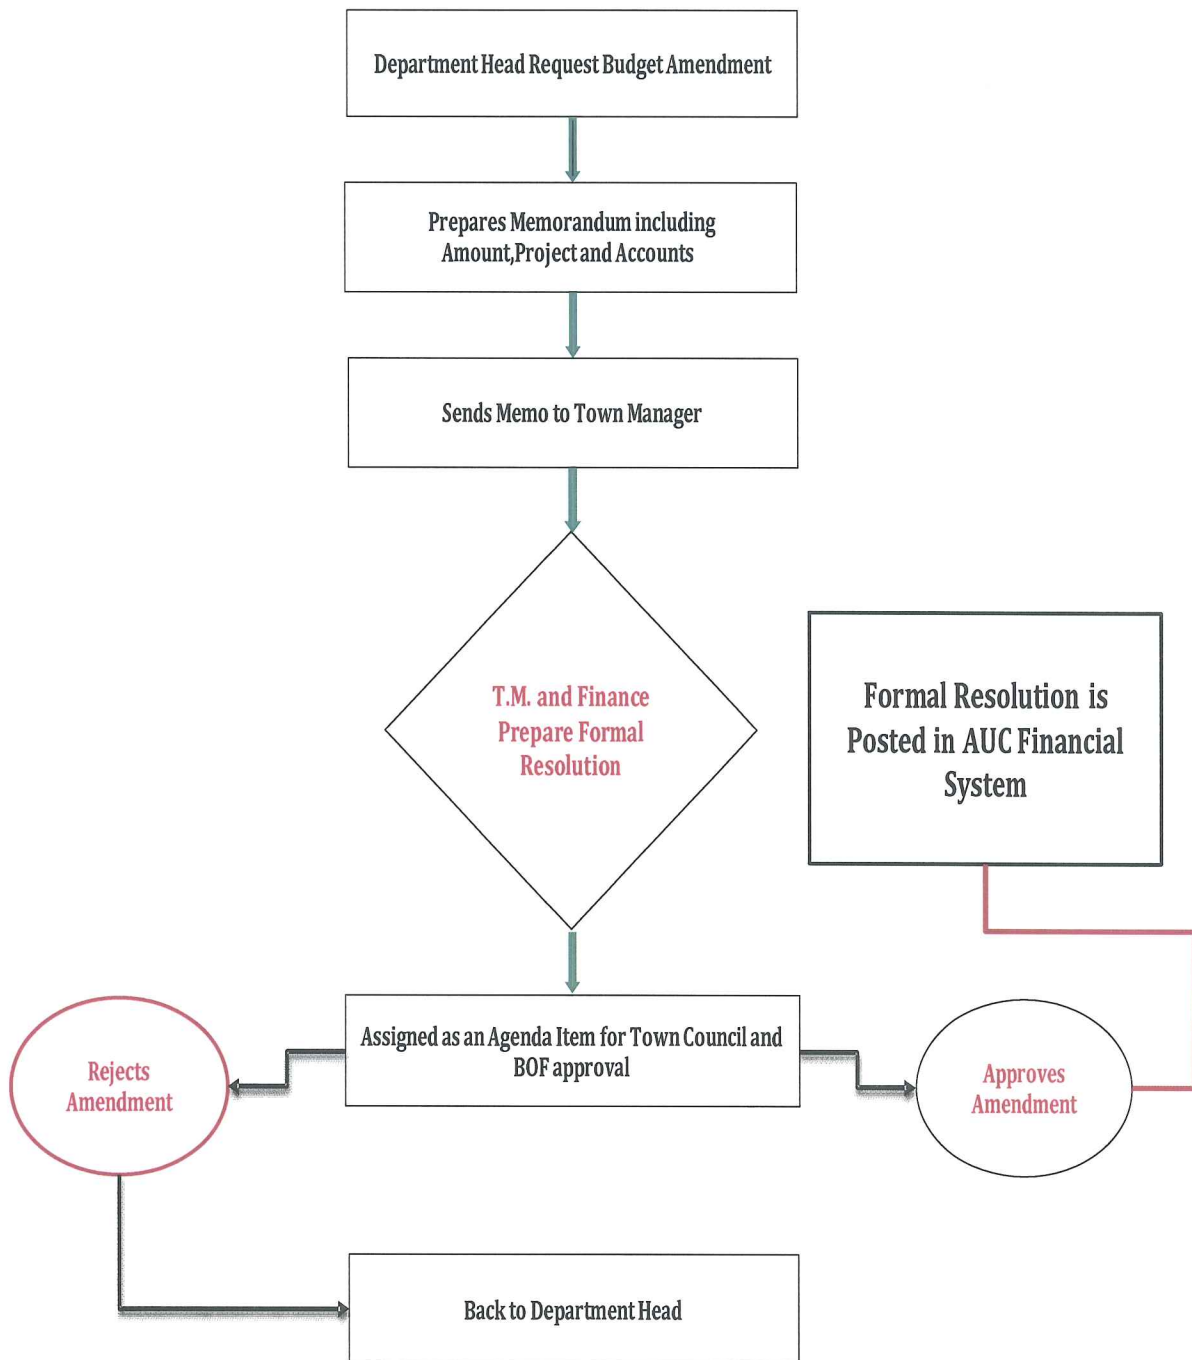 Department Head Request Budget Amendment
Prepares Memorandum including
Amount,Project and Accounts
Sends Memo to Town Manager
T.M. and Finance
Prepare Formal
Resolution
Formal Resolution is
Posted in AUC Financial
System
Assigned as an Agenda Item for Town Council and
BOF approval
Rejects
Amendment
Approves
Amendment
Back to Department Head